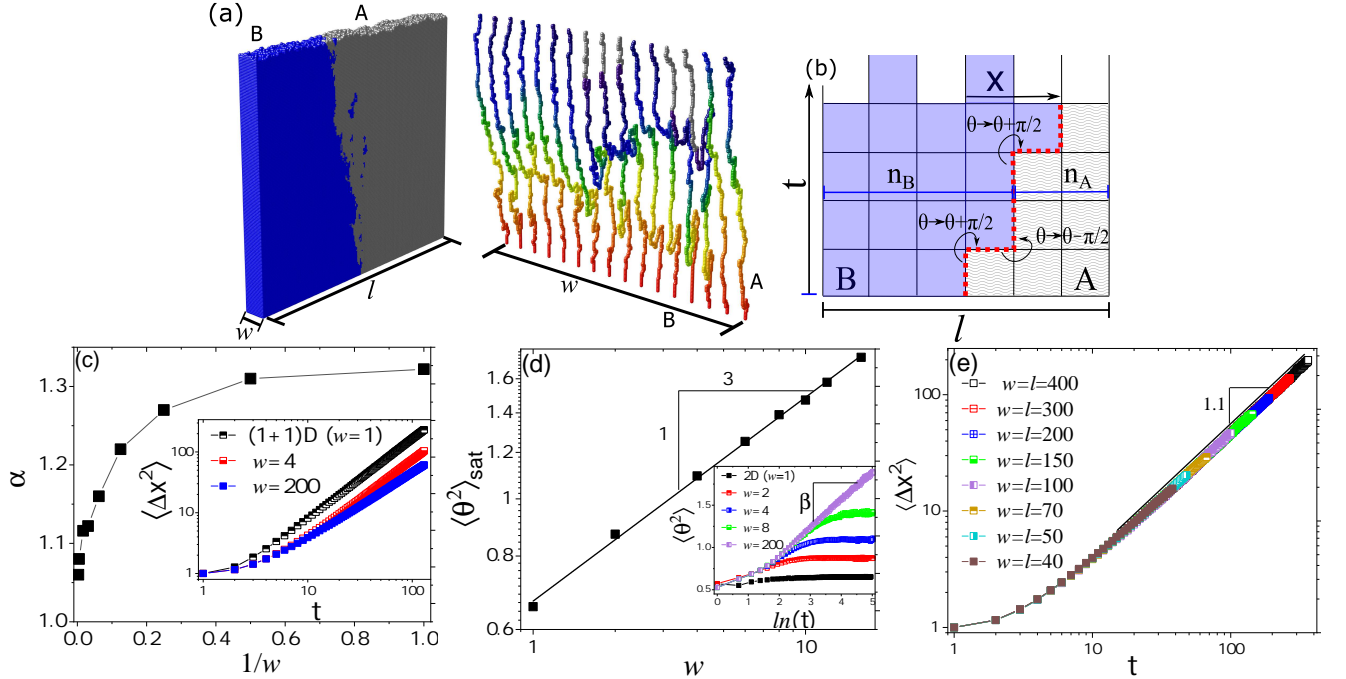 (a)
B
A
l
w
w
B
A
(b)
x
θ→θ+π/2
n_B
n_A
θ→θ+π/2
θ→θ−π/2
t
B
A
l
(c)
α
1.3
1.2
1.1
1.0
0.0 0.2 0.4 0.6 0.8 1.0
1/w
⟨Δx²⟩
100
10
1
1 10 100
t
(1+1)D (w=1)
w=4
w=200
(d)
⟨θ²⟩sat
1.6
1.4
1.2
1
0.8
0.6
1 10
w
3
1
⟨θ²⟩
1.5
1.0
0.5
0 1 2 3 4 5
ln(t)
2D (w=1)
w=2
w=4
w=8
w=200
β
(e)
⟨Δx²⟩
100
10
1
1 10 100
t
1.1
w=l=400
w=l=300
w=l=200
w=l=150
w=l=100
w=l=70
w=l=50
w=l=40